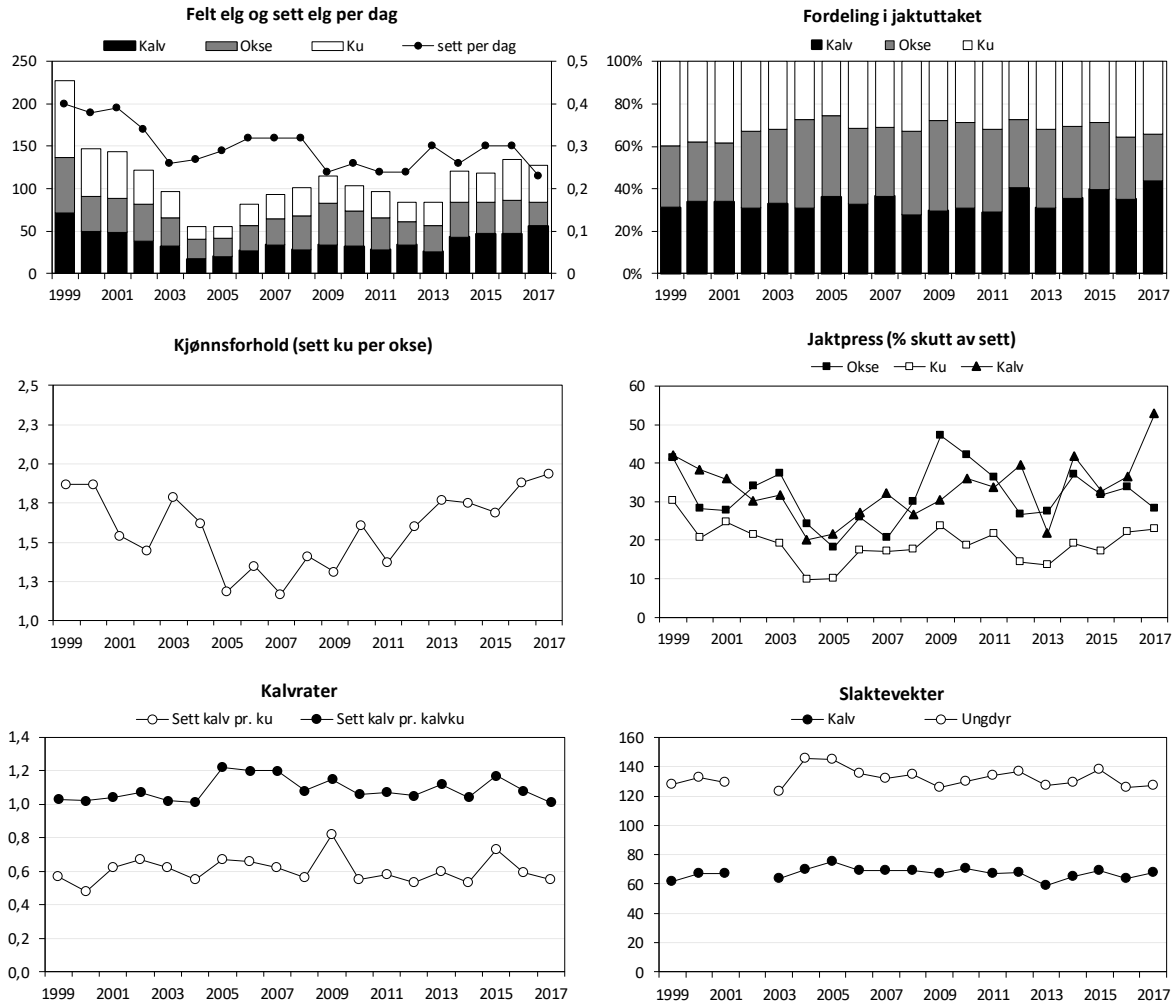 Felt elg og sett elg per dag
Kalv Okse Ku sett per dag
250 0,5
200 0,4
150 0,3
100 0,2
50 0,1
0 0
1999 2001 2003 2005 2007 2009 2011 2013 2015 2017
Fordeling i jaktuttaket
Kalv Okse Ku
100%
80%
60%
40%
20%
0%
1999 2001 2003 2005 2007 2009 2011 2013 2015 2017
Kjønnsforhold (sett ku per okse)
2,5
2,3
2,0
1,8
1,5
1,3
1,0
1999 2001 2003 2005 2007 2009 2011 2013 2015 2017
Jaktpress (% skutt av sett)
Okse Ku Kalv
60
50
40
30
20
10
0
1999 2001 2003 2005 2007 2009 2011 2013 2015 2017
Kalvrater
Sett kalv pr. ku Sett kalv pr. kalvku
1,4
1,2
1,0
0,8
0,6
0,4
0,2
0,0
1999 2001 2003 2005 2007 2009 2011 2013 2015 2017
Slaktevekter
Kalv Ungdyr
160
140
120
100
80
60
40
20
0
1999 2001 2003 2005 2007 2009 2011 2013 2015 2017